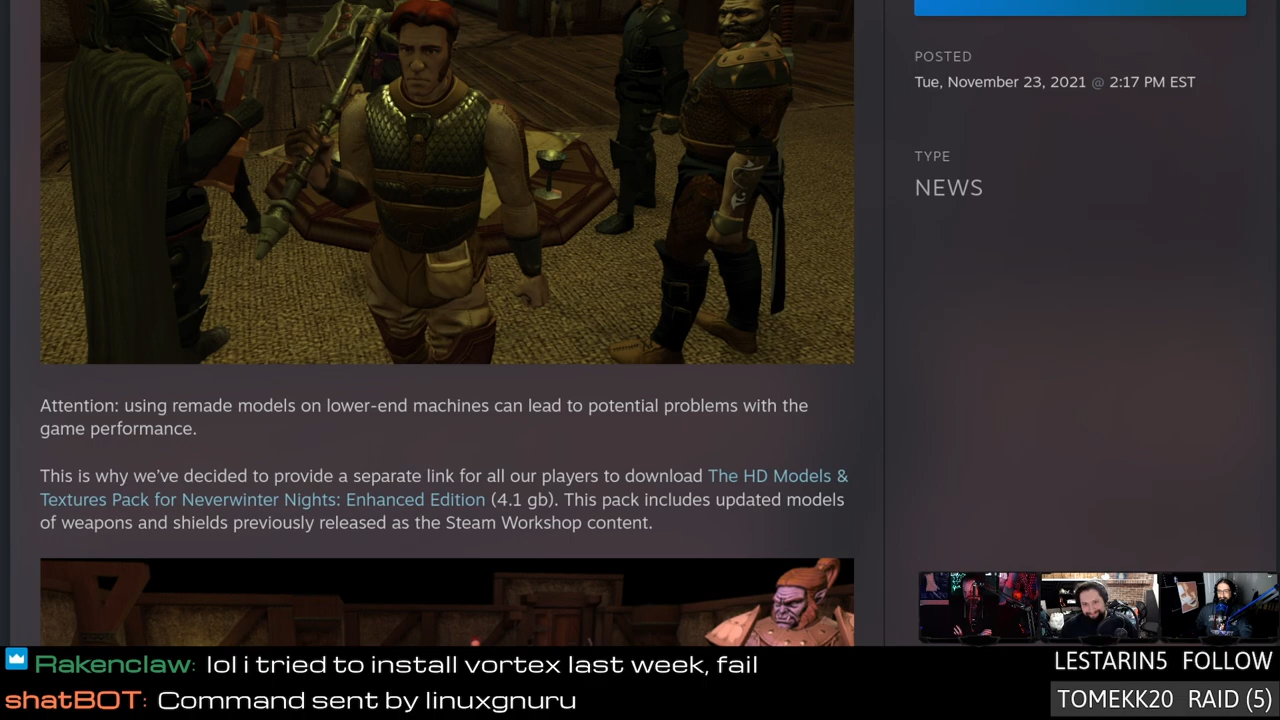 POSTED
Tue, November 23, 2021 @ 2:17 PM EST
TYPE
NEWS
Attention: using remade models on lower-end machines can lead to potential problems with the
game performance.
This is why we've decided to provide a separate link for all our players to download The HD Models &
Textures Pack for Neverwinter Nights: Enhanced Edition (4.1 gb). This pack includes updated models
of weapons and shields previously released as the Steam Workshop content.
Rakenclaw: lol i tried to install vortex last week, fail
shatBOT: Command sent by linuxgnuru
LESTARIN5 FOLLOW
TOMEKK20 RAID (5)